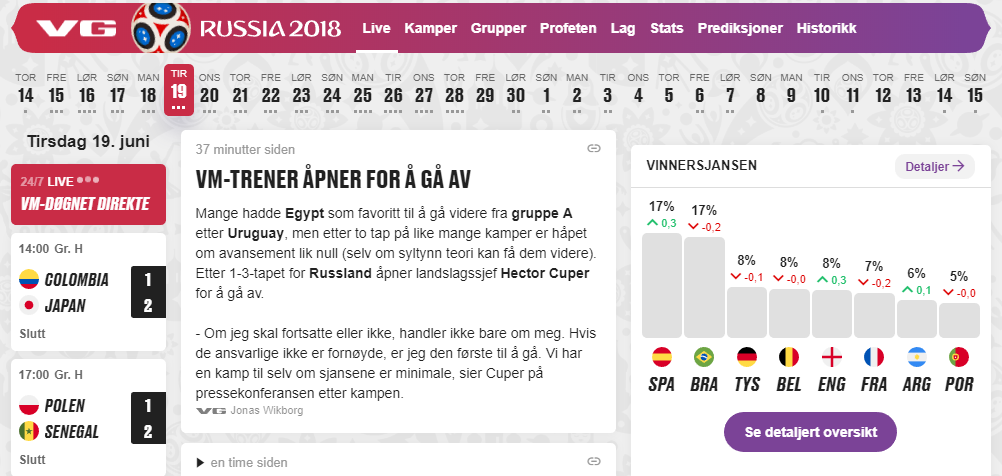 VG RUSSIA 2018 Live Kamper Grupper Profeten Lag Stats Prediksjoner Historikk
TOR FRE LØR SØN MAN TIR ONS TOR FRE LØR SØN MAN TIR ONS TOR FRE LØR SØN MAN TIR ONS TOR FRE LØR SØN MAN TIR ONS TOR FRE LØR SØN
14 15 16 17 18 19 20 21 22 23 24 25 26 27 28 29 30 1 2 3 4 5 6 7 8 9 10 11 12 13 14 15
Tirsdag 19. juni
24/7 LIVE
VM-DØGNET DIREKTE
14:00 Gr. H
COLOMBIA 1
JAPAN 2
Slutt
17:00 Gr. H
POLEN 1
SENEGAL 2
Slutt
37 minutter siden
VM-TRENER ÅPNER FOR Å GÅ AV
Mange hadde Egypt som favoritt til å gå videre fra gruppe A
etter Uruguay, men etter to tap på like mange kamper er håpet
om avansement lik null (selv om syltynn teori kan få dem videre).
Etter 1-3-tapet for Russland åpner landslagssjef Hector Cuper
for å gå av.
- Om jeg skal fortsatte eller ikke, handler ikke bare om meg. Hvis
de ansvarlige ikke er fornøyde, er jeg den første til å gå. Vi har
en kamp til selv om sjansene er minimale, sier Cuper på
pressekonferansen etter kampen.
VG Jonas Wikborg
en time siden
VINNERSJANSEN Detaljer
17% 17% 8% 8% 8% 7% 6% 5%
0,3 -0,2 -0,1 -0,0 0,3 -0,2 0,1 -0,0
SPA BRA TYS BEL ENG FRA ARG POR
Se detaljert oversikt